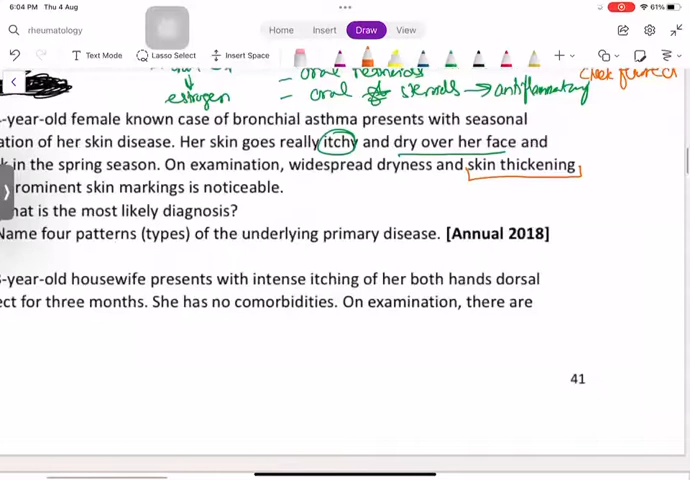 6:04 PM Thu 4 Aug
61%
rheumatology
Home Insert Draw View
Text Mode Lasso Select Insert Space
= oral
estrogen = oral steroids → antiflammatory
-year-old female known case of bronchial asthma presents with seasonal
ation of her skin disease. Her skin goes really itchy and dry over her face and
k in the spring season. On examination, widespread dryness and skin thickening
rominent skin markings is noticeable.
hat is the most likely diagnosis?
Name four patterns (types) of the underlying primary disease. [Annual 2018]
-year-old housewife presents with intense itching of her both hands dorsal
ect for three months. She has no comorbidities. On examination, there are
41